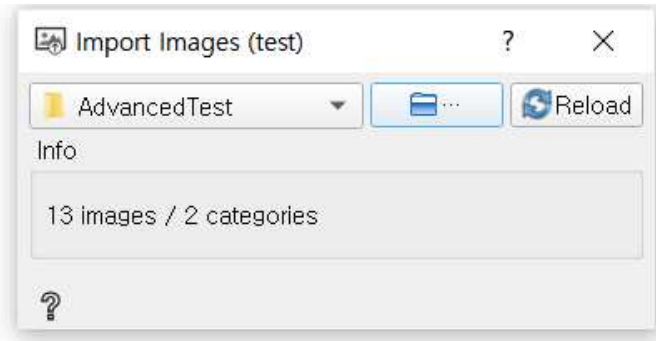 Import Images (test) ?
AdvancedTest ... Reload
Info
13 images / 2 categories
?